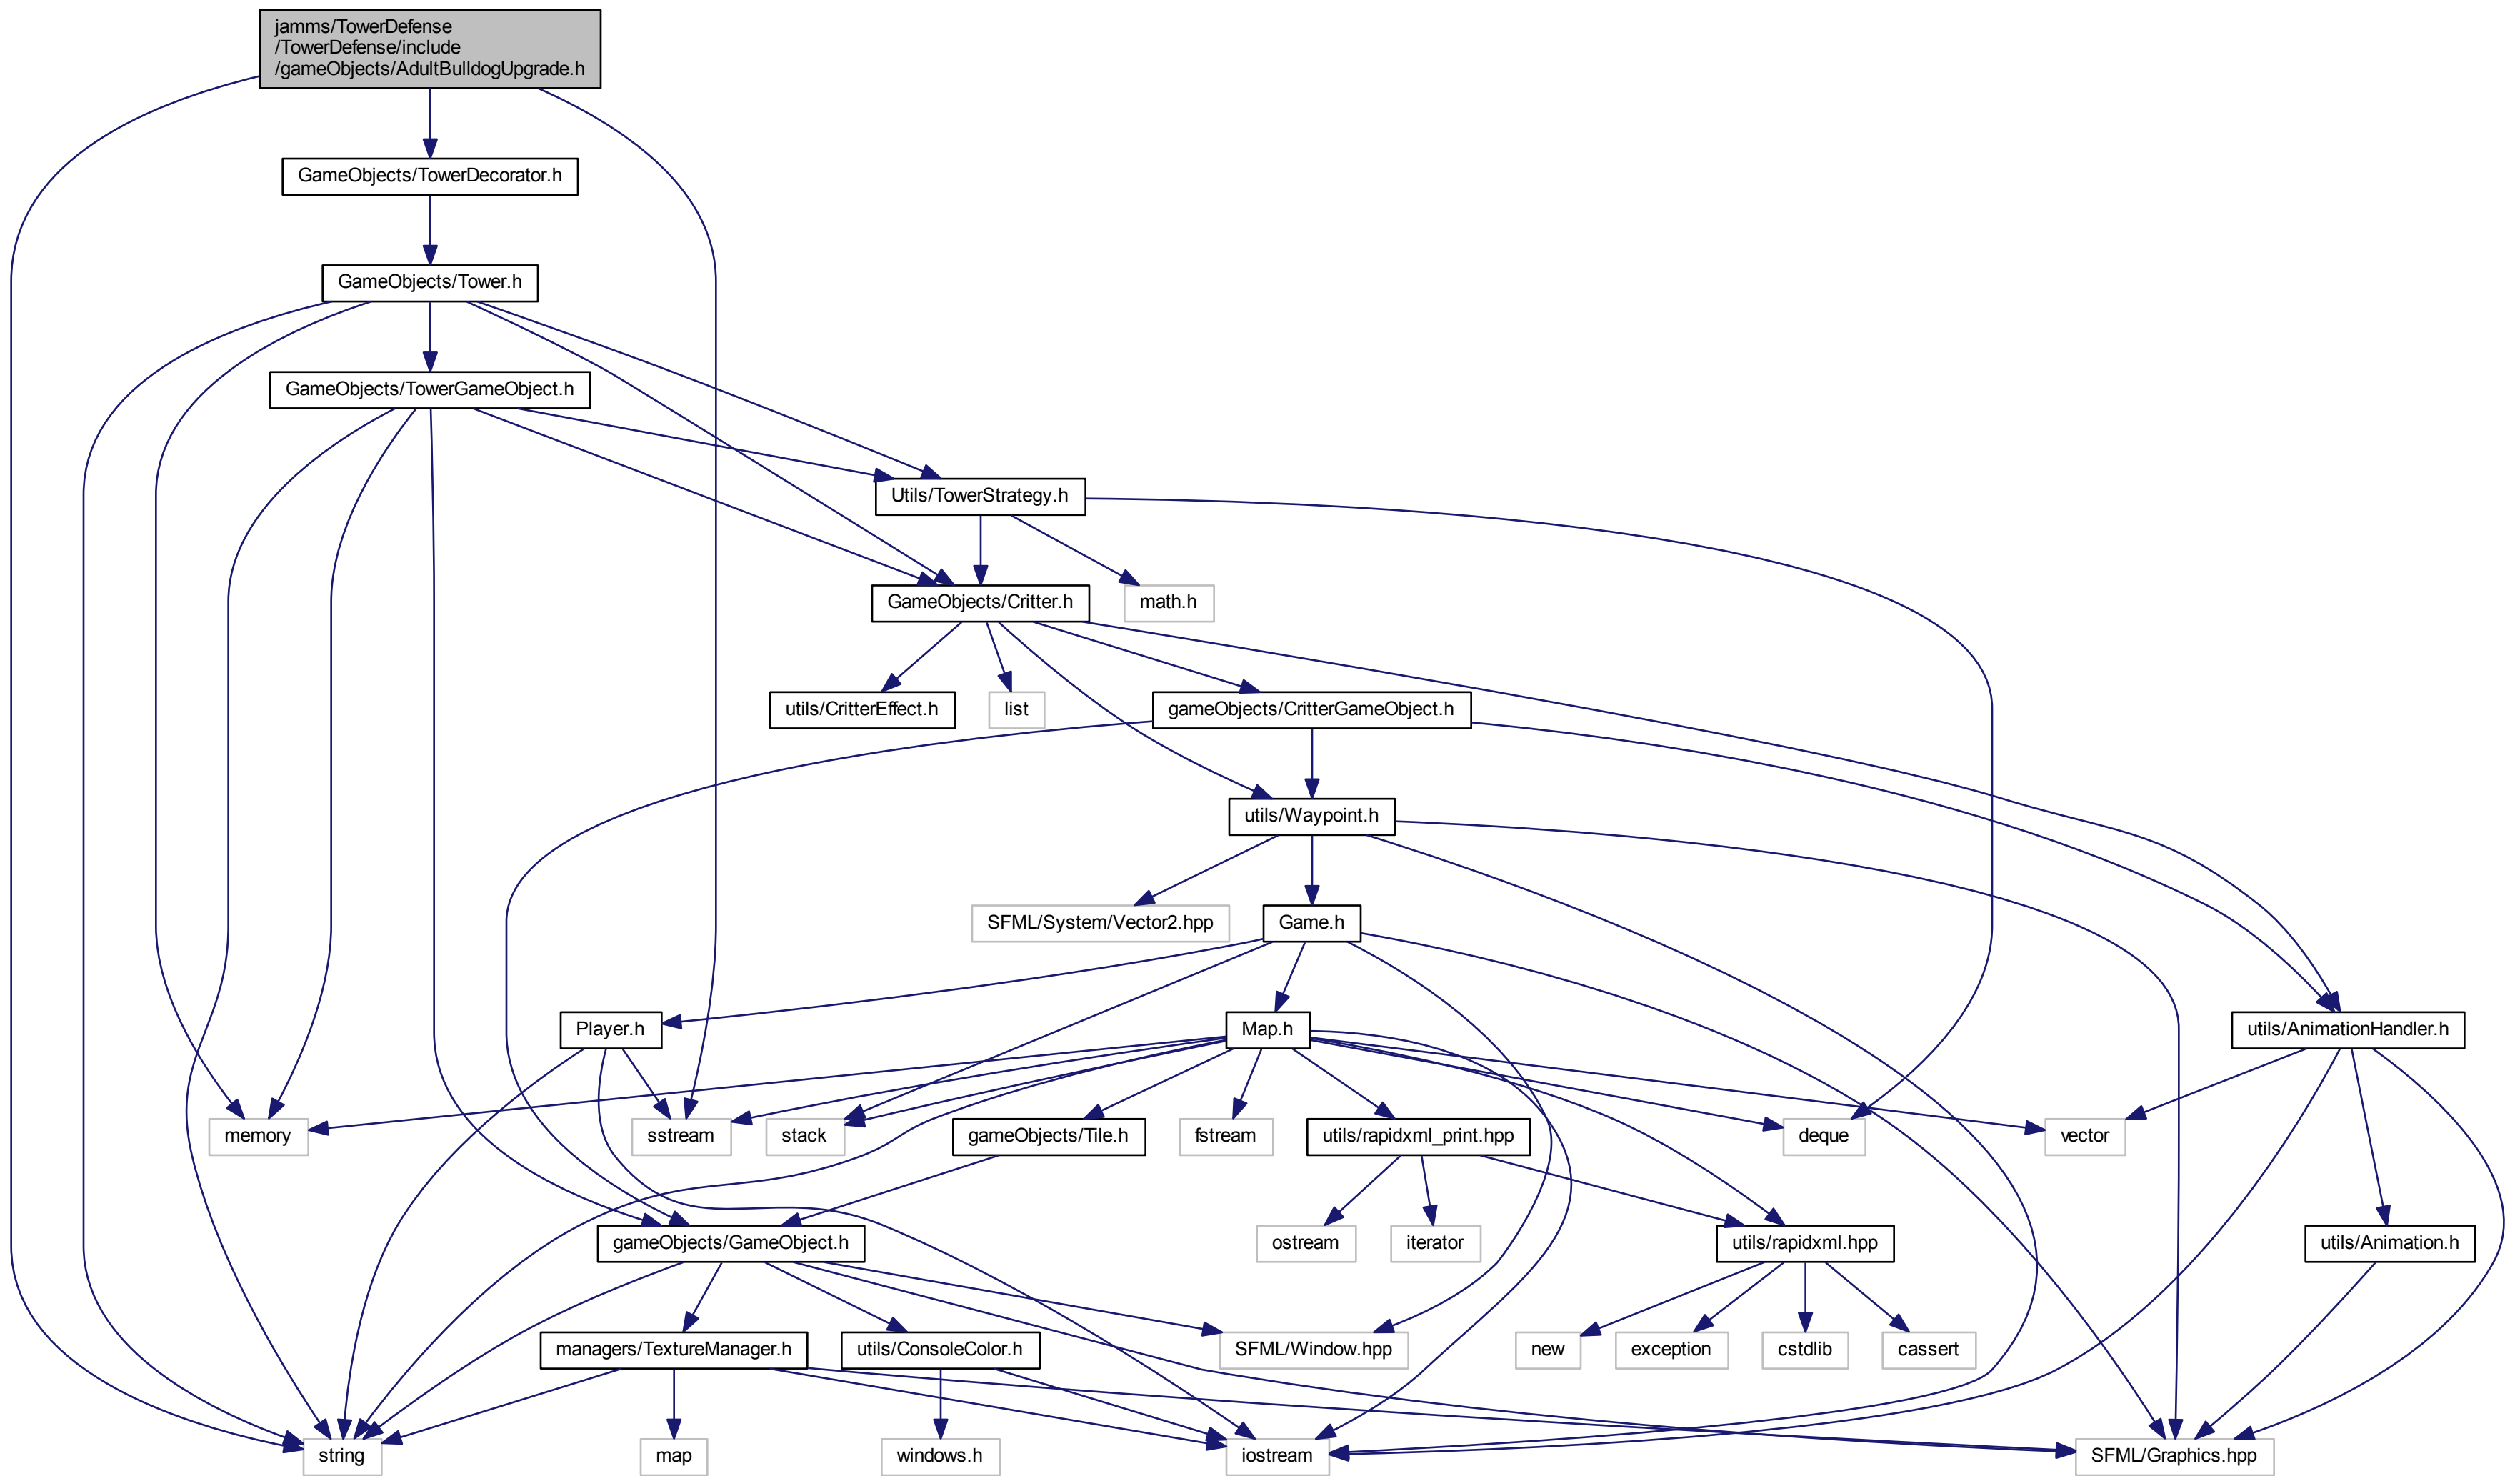 jamms/TowerDefense
/TowerDefense/include
/gameObjects/AdultBulldogUpgrade.h
GameObjects/TowerDecorator.h
GameObjects/Tower.h
GameObjects/TowerGameObject.h
Utils/TowerStrategy.h
GameObjects/Critter.h
math.h
utils/CritterEffect.h
list
gameObjects/CritterGameObject.h
utils/Waypoint.h
SFML/System/Vector2.hpp
Game.h
Player.h
Map.h
utils/AnimationHandler.h
memory
sstream
stack
gameObjects/Tile.h
fstream
utils/rapidxml_print.hpp
deque
vector
gameObjects/GameObject.h
ostream
iterator
utils/rapidxml.hpp
utils/Animation.h
managers/TextureManager.h
utils/ConsoleColor.h
SFML/Window.hpp
new
exception
cstdlib
cassert
string
map
windows.h
iostream
SFML/Graphics.hpp